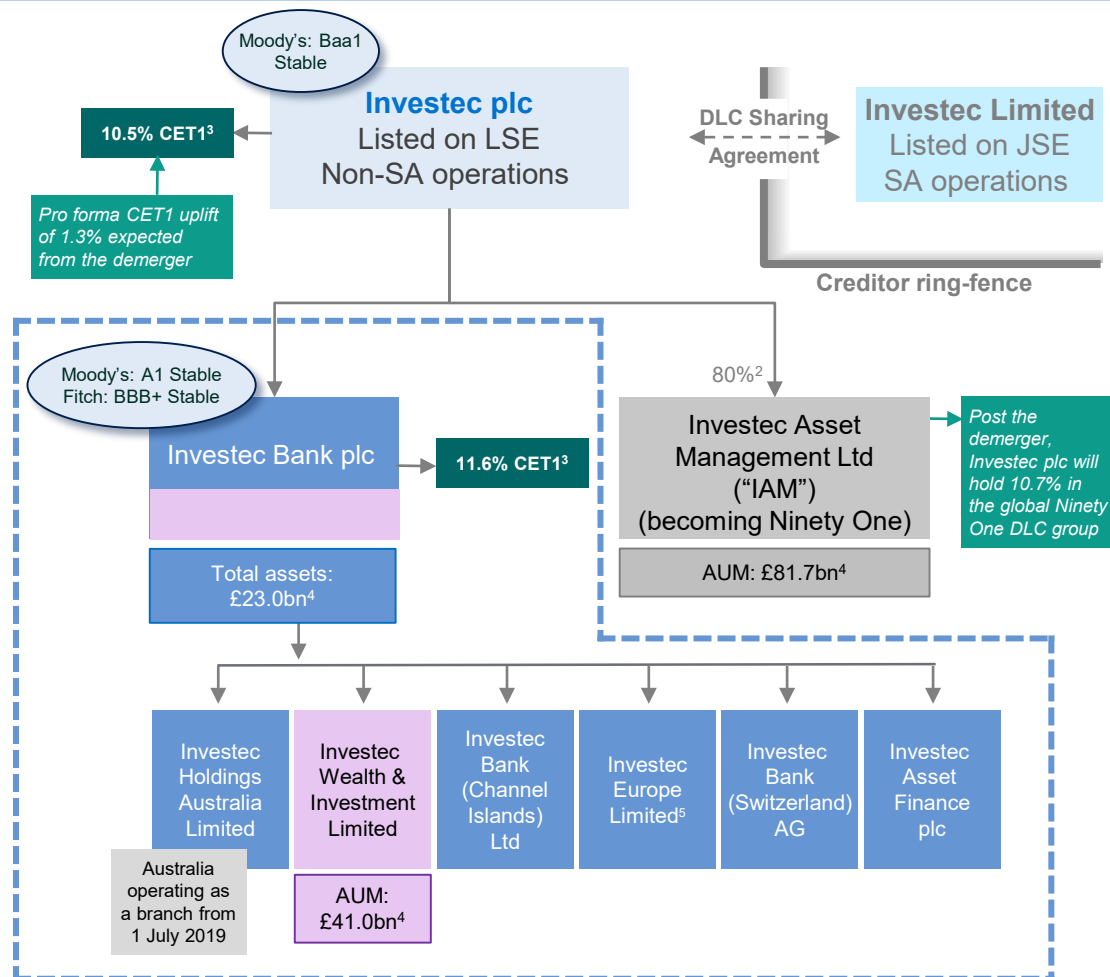 Moody's: Baa1
Stable
Investec plc
Listed on LSE
Non-SA operations
10.5% CET1³
Pro forma CET1 uplift
of 1.3% expected
from the demerger
DLC Sharing
Agreement
Investec Limited
Listed on JSE
SA operations
Creditor ring-fence
Moody's: A1 Stable
Fitch: BBB+ Stable
Investec Bank plc
11.6% CET1³
Total assets:
£23.0bn⁴
80%²
Investec Asset
Management Ltd
(“IAM”)
(becoming Ninety One)
AUM: £81.7bn⁴
Post the
demerger,
Investec plc will
hold 10.7% in
the global Ninety
One DLC group
Investec
Holdings
Australia
Limited
Australia
operating as
a branch from
1 July 2019
Investec
Wealth &
Investment
Limited
AUM:
£41.0bn⁴
Investec
Bank
(Channel
Islands)
Ltd
Investec
Europe
Limited⁵
Investec
Bank
(Switzerland)
AG
Investec
Asset
Finance
plc